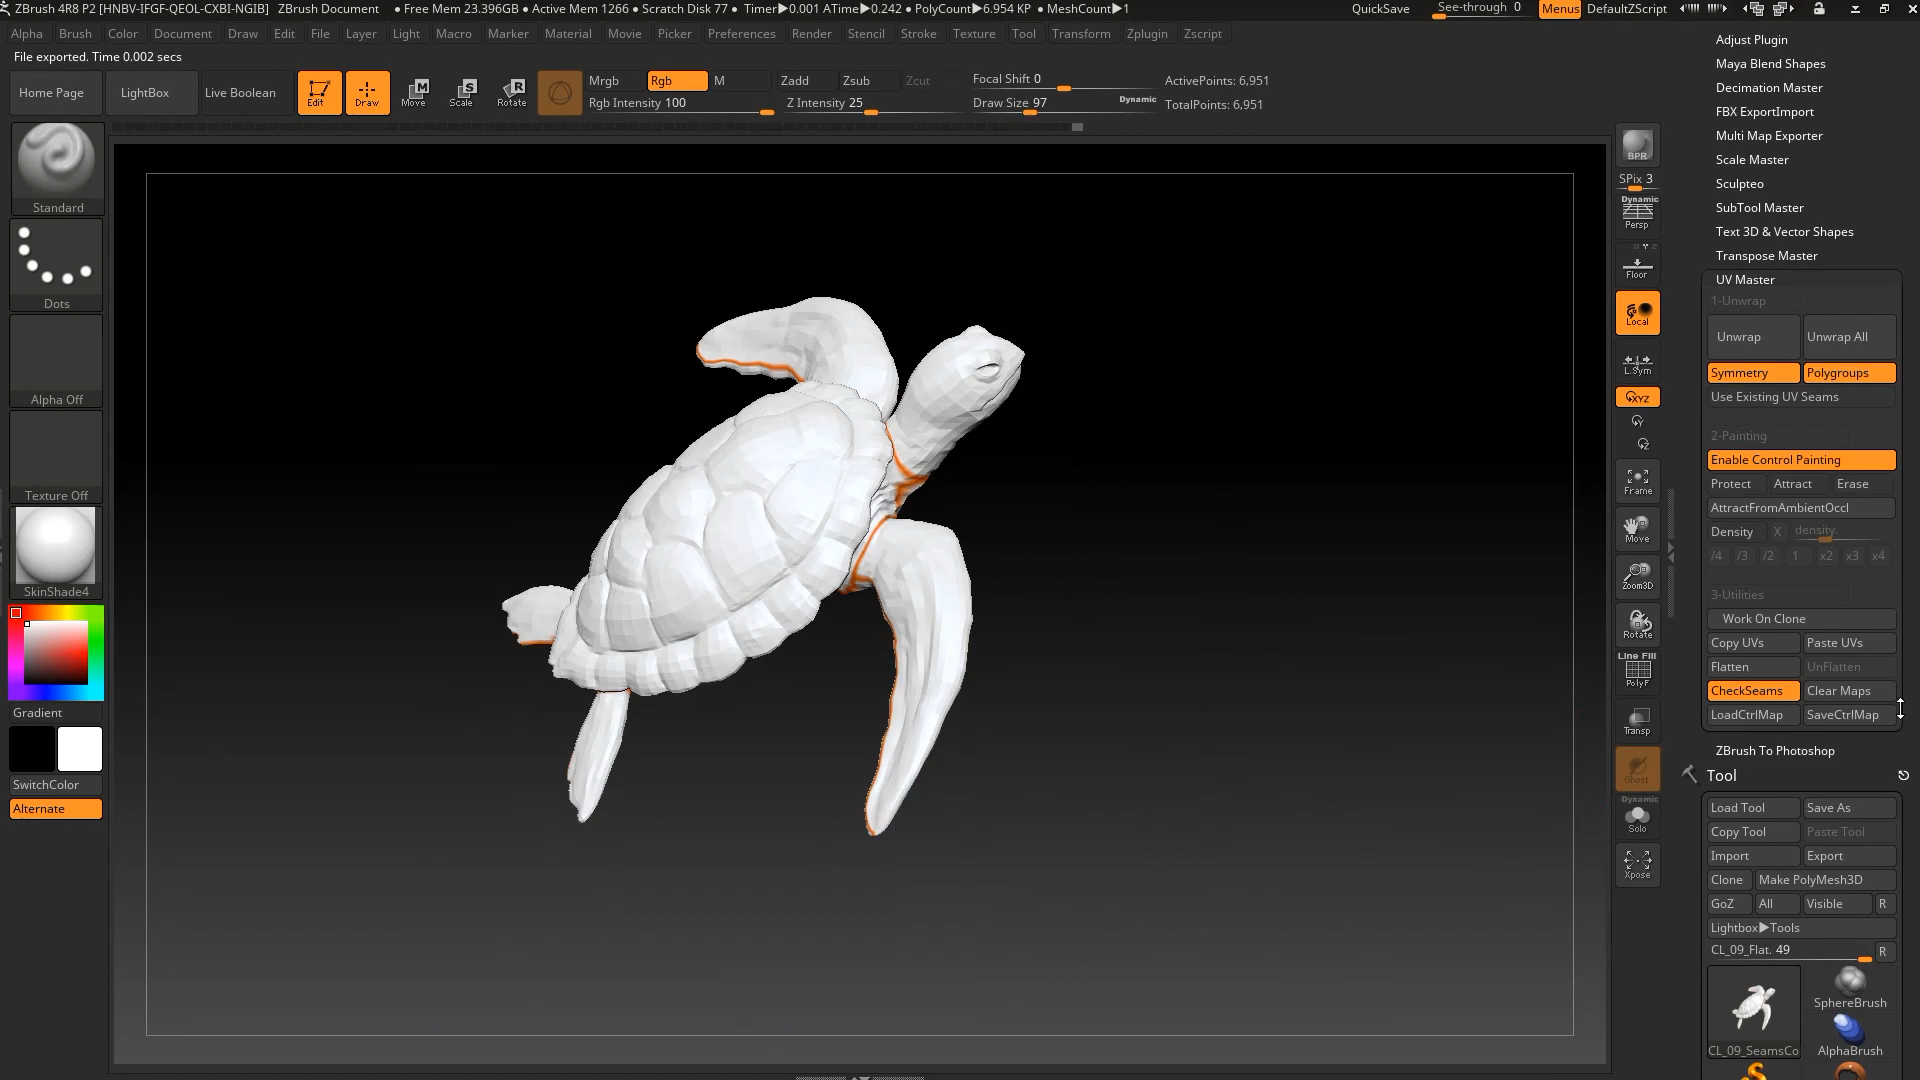 ZBrush 4R8 P2 [HNBV-IFGF-QEOL-CXBI-NGIB] ZBrush Document • Free Mem 23.396GB • Active Mem 1266 • Scratch Disk 77 • Timer▶0.001 ATime▶0.242 • PolyCount▶6.954 KP • MeshCount▶1 QuickSave See-through 0 Menus DefaultZScript
Alpha Brush Color Document Draw Edit File Layer Light Macro Marker Material Movie Picker Preferences Render Stencil Stroke Texture Tool Transform Zplugin Zscript
File exported. Time 0.002 secs
Home Page LightBox Live Boolean Edit Draw Move Scale Rotate
Mrgb Rgb M Zadd Zsub Zcut Focal Shift 0 ActivePoints: 6,951
Rgb Intensity 100 Z Intensity 25 Draw Size 97 Dynamic TotalPoints: 6,951
Standard
Dots
Alpha Off
Texture Off
SkinShade4
Gradient
SwitchColor
Alternate
BPR
SPix 3
Dynamic
Persp
Floor
Local
L.Sym
XYZ
Y
Z
Frame
Move
Zoom3D
Rotate
Line Fill
PolyF
Transp
Ghost
Dynamic
Solo
Xpose
Adjust Plugin
Maya Blend Shapes
Decimation Master
FBX ExportImport
Multi Map Exporter
Scale Master
Sculpteo
SubTool Master
Text 3D & Vector Shapes
Transpose Master
UV Master
1-Unwrap
Unwrap Unwrap All
Symmetry Polygroups
Use Existing UV Seams
2-Painting
Enable Control Painting
Protect Attract Erase
AttractFromAmbientOccl
Density X density.
/4 /3 /2 1 x2 x3 x4
3-Utilities
Work On Clone
Copy UVs Paste UVs
Flatten UnFlatten
CheckSeams Clear Maps
LoadCtrlMap SaveCtrlMap
ZBrush To Photoshop
Tool
Load Tool Save As
Copy Tool Paste Tool
Import Export
Clone Make PolyMesh3D
GoZ All Visible R
Lightbox▶Tools
CL_09_Flat. 49 R
SphereBrush
CL_09_SeamsCo AlphaBrush